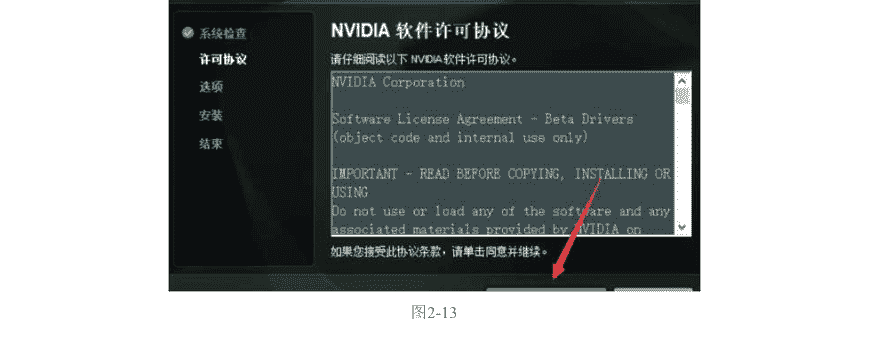 系统检查
许可协议
选项
安装
结束
NVIDIA 软件许可协议
请仔细阅读以下 NVIDIA 软件许可协议。
NVIDIA Corporation
Software License Agreement - Beta Drivers
(object code and internal use only)
IMPORTANT - READ BEFORE COPYING, INSTALLING OR
USING
Do not use or load any of the software and any
associated materials provided by NVIDIA on
如果您接受此协议条款，请单击同意并继续。
图2-13